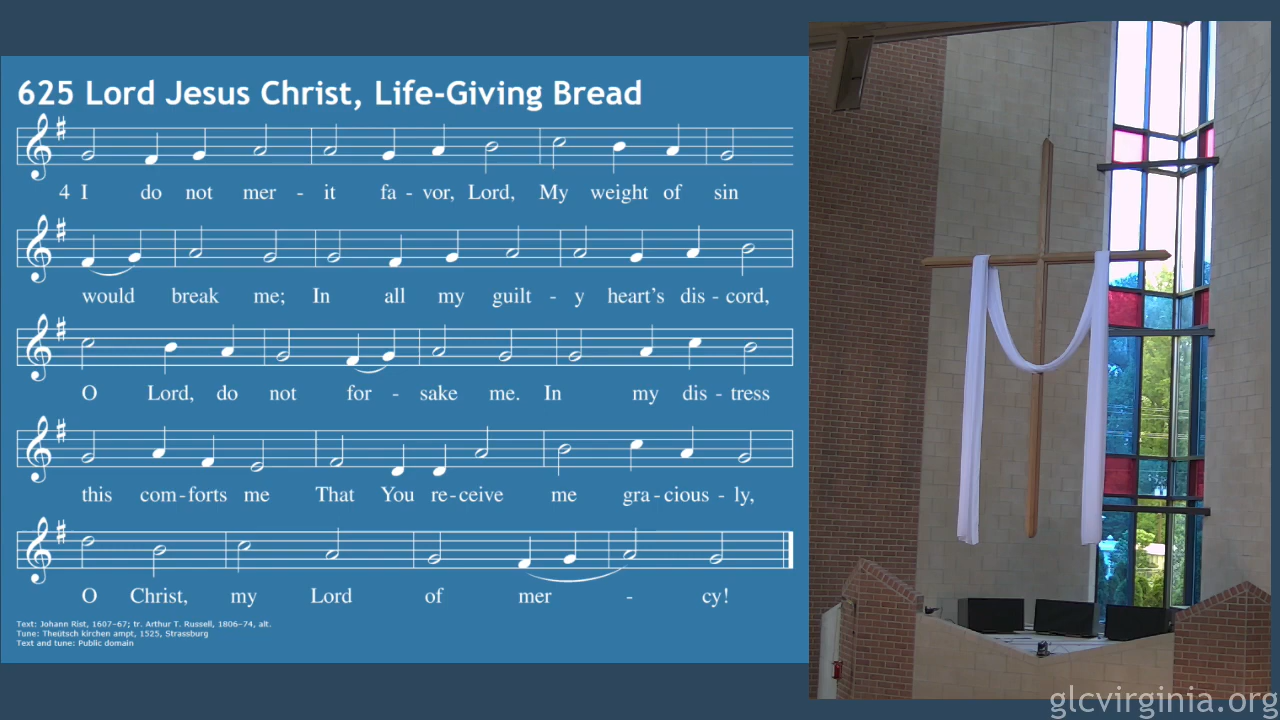 625 Lord Jesus Christ, Life-Giving Bread
4 I do not mer - it fa - vor, Lord, My weight of sin
would break me; In all my guilt - y heart's dis - cord,
O Lord, do not for - sake me. In my dis - tress
this com - forts me That You re - ceive me gra - cious - ly,
O Christ, my Lord of mer - cy!
Text: Johann Rist, 1607–67; tr. Arthur T. Russell, 1806–74, alt.
Tune: Theütsch kirchen ampt, 1525, Strassburg
Text and tune: Public domain
glcvirginia.org